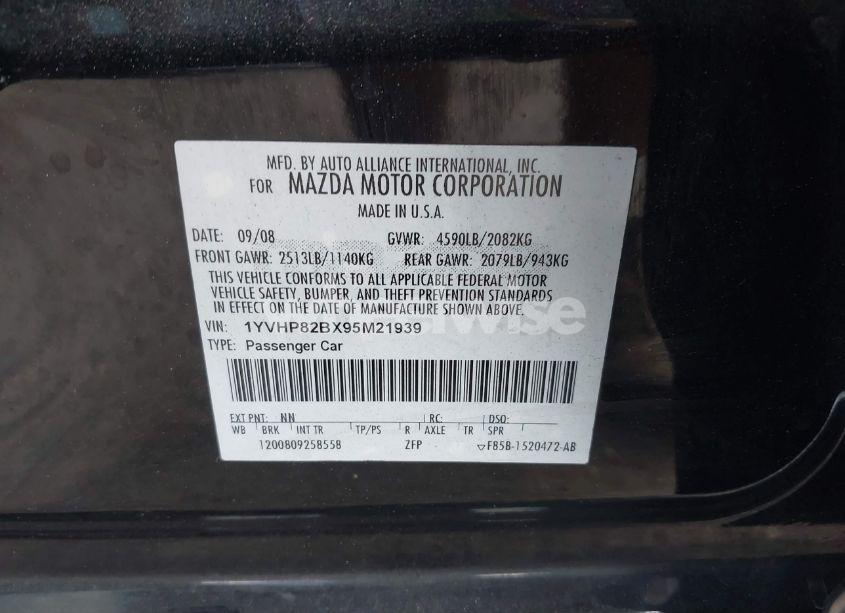 MFD. BY AUTO ALLIANCE INTERNATIONAL, INC.
FOR MAZDA MOTOR CORPORATION
MADE IN U.S.A.
DATE: 09/08 GVWR: 4590LB/2082KG
FRONT GAWR: 2513LB/1140KG REAR GAWR: 2079LB/943KG
THIS VEHICLE CONFORMS TO ALL APPLICABLE FEDERAL MOTOR
VEHICLE SAFETY, BUMPER, AND THEFT PREVENTION STANDARDS
IN EFFECT ON THE DATE OF MANUFACTURE SHOWN ABOVE.
VIN: 1YVHP82BX95M21939
TYPE: Passenger Car
EXT PNT: NN RC: DSO:
WB BRK INT TR TP/PS R AXLE TR SPR
1200809258558 ZFP F85B-1520472-AB